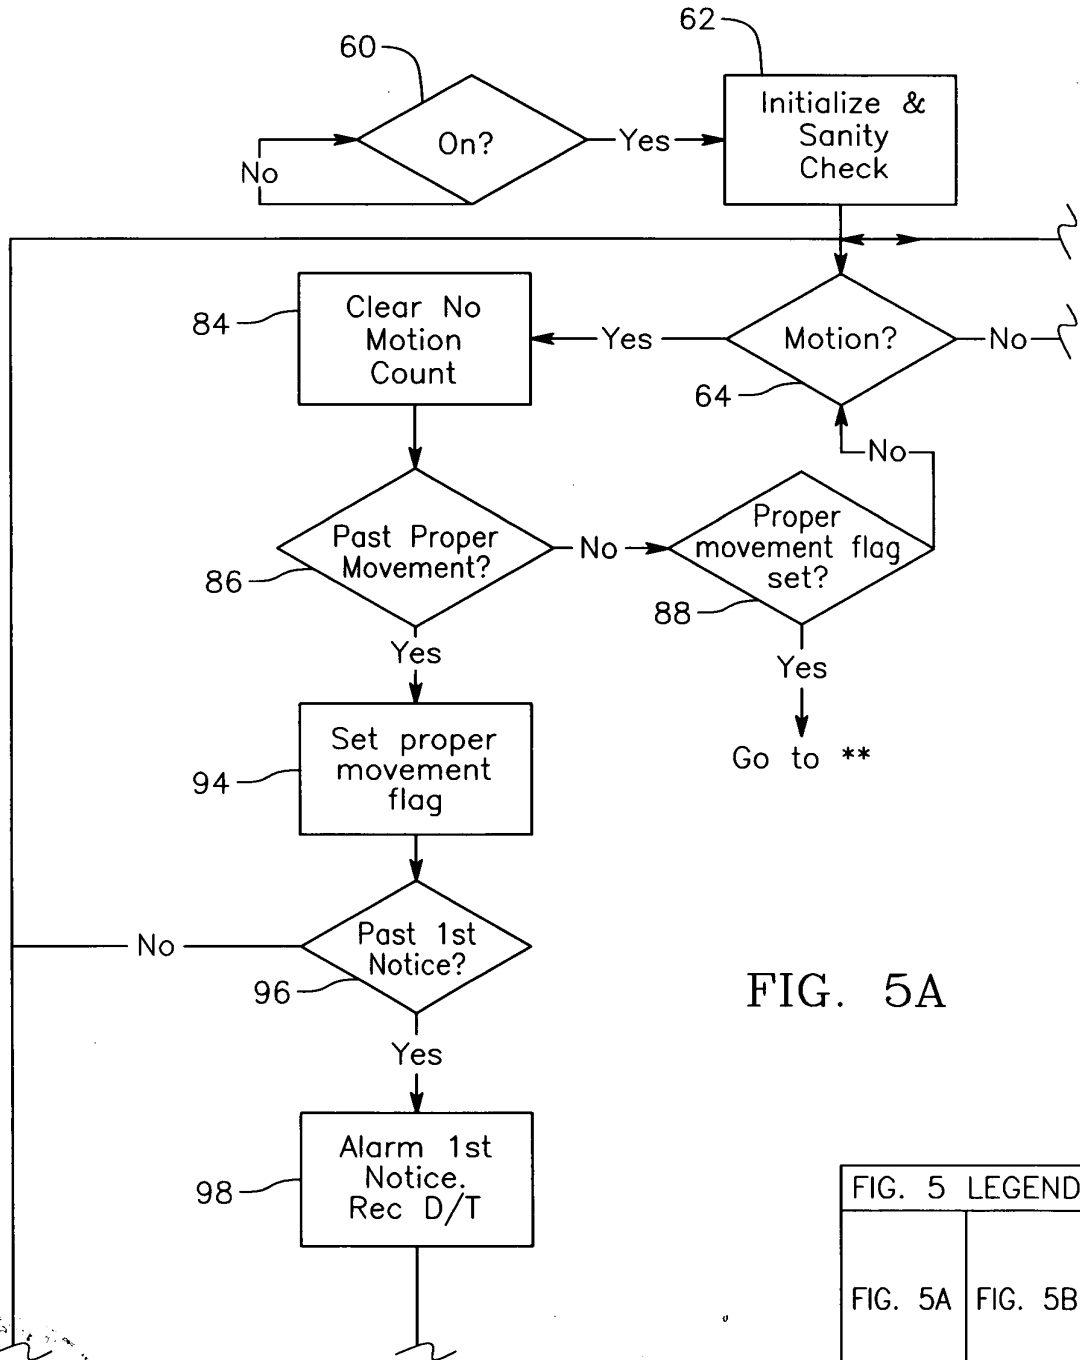 60
62
On?
Yes
No
Initialize &
Sanity
Check
84
Clear No
Motion
Count
Yes
Motion?
No
64
No
86
Past Proper
Movement?
No
Proper
movement flag
set?
88
Yes
Yes
Go to **
94
Set proper
movement
flag
No
Past 1st
Notice?
96
FIG. 5A
Yes
98
Alarm 1st
Notice.
Rec D/T
FIG. 5 LEGEND
FIG. 5A
FIG. 5B